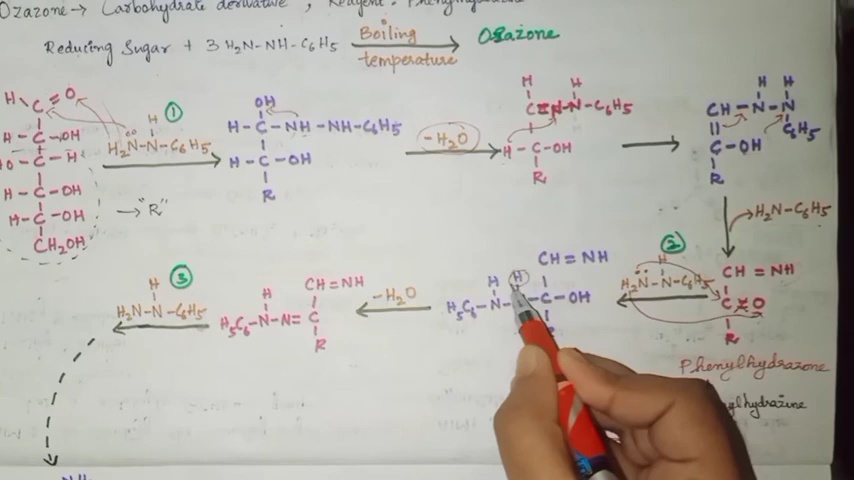 Ozazone → Carbohydrate derivative , Reagent:
Reducing Sugar + 3 H2N-NH-C6H5 Boiling temperature Osazone
H C = O
H-C-OH
HO-C-H
H-C-OH
H-C-OH
CH2OH
→ "R"
①
H
H2N-N-C6H5
OH
H-C-NH-NH-C6H5
H-C-OH
R
-H2O
H H
C=N-N-C6H5
H-C-OH
R
H H
CH-N-N
C6H5
C-OH
R
H2N-C6H5
CH=NH
C=O
R
②
H
H2N-N-C6H5
CH=NH
H H
H5C6-N-C-OH
-H2O
CH=NH
H
H5C6-N-N=C
R
③
H
H2N-N-C6H5
Phenylhydrazone
NH